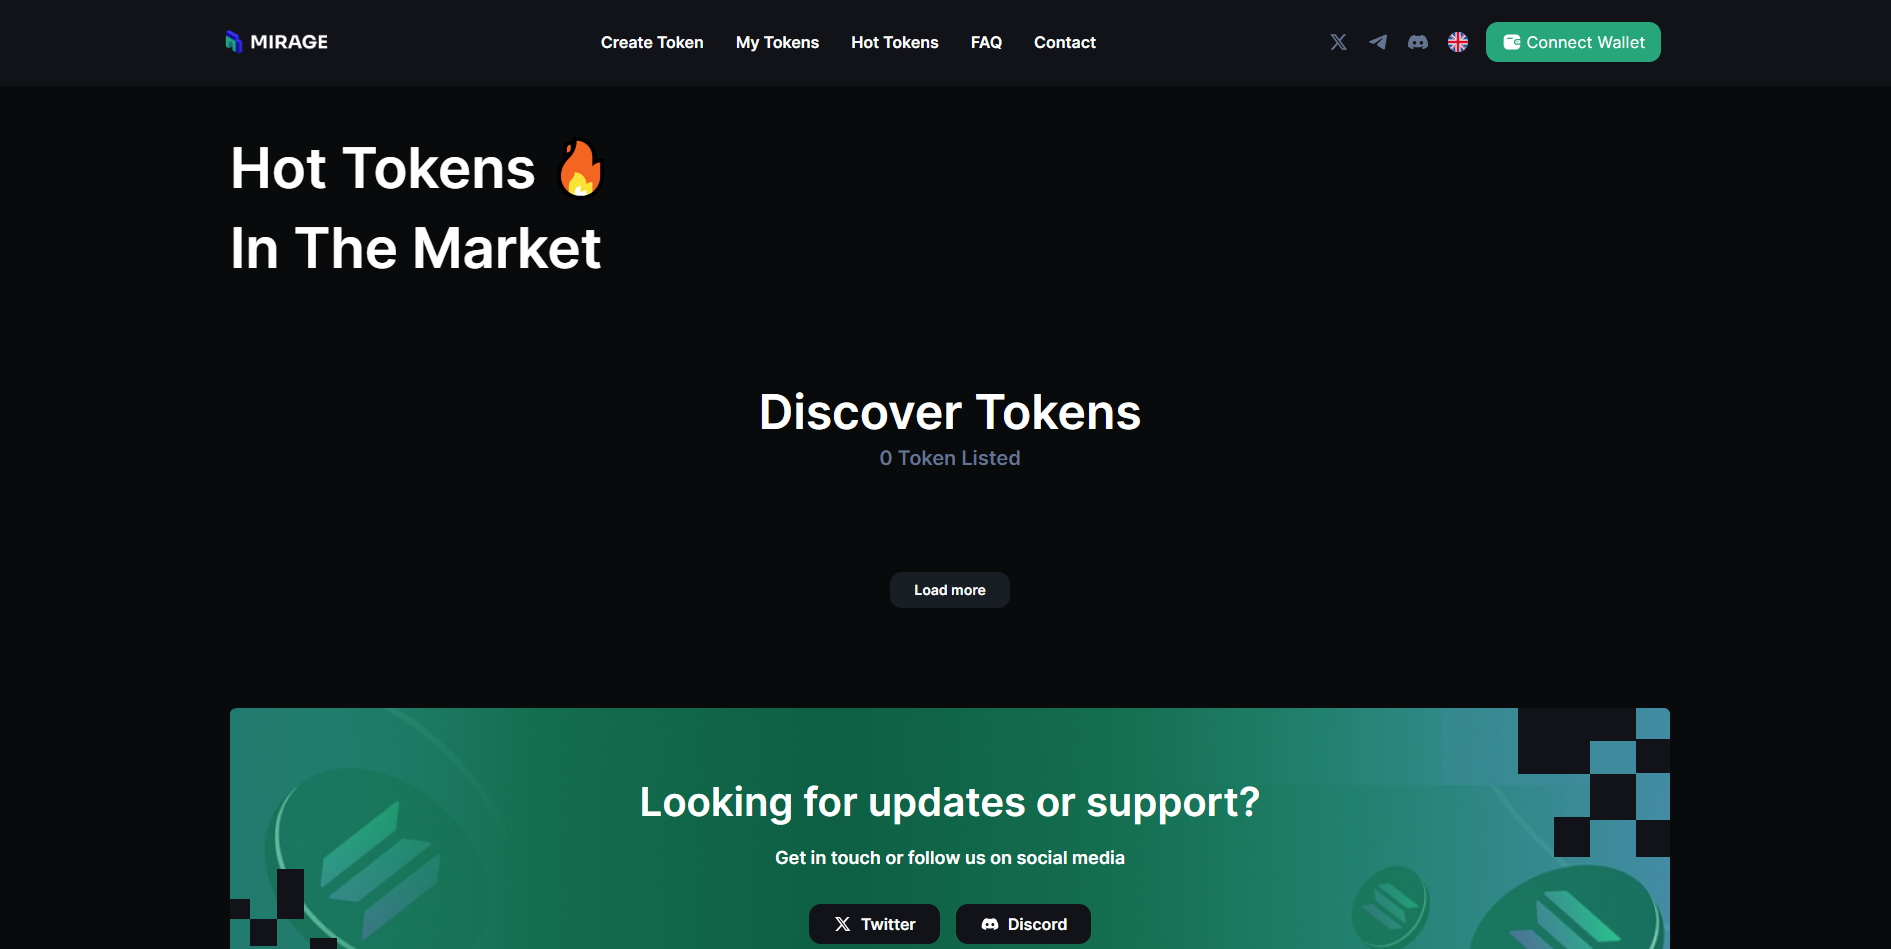 MIRAGE
Create Token
My Tokens
Hot Tokens
FAQ
Contact
Connect Wallet
Hot Tokens 🔥
In The Market
Discover Tokens
0 Token Listed
Load more
Looking for updates or support?
Get in touch or follow us on social media
Twitter
Discord